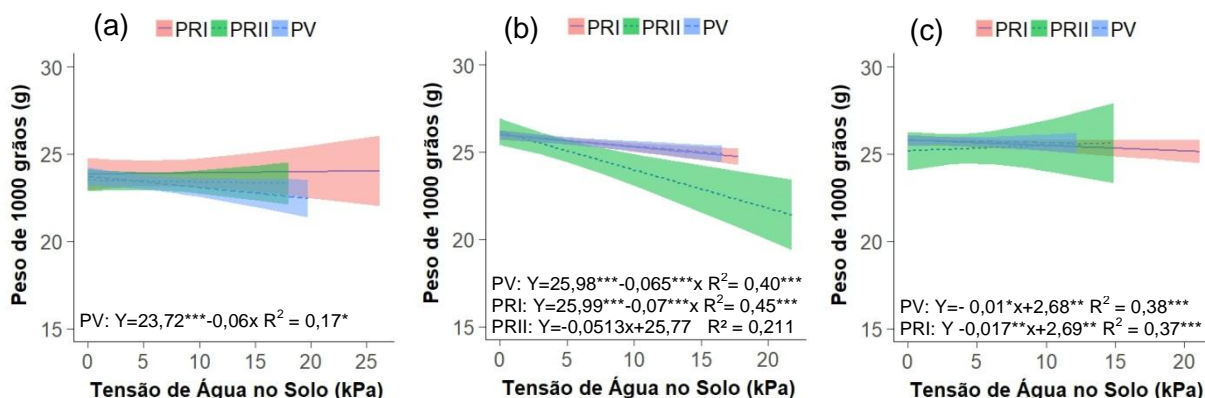 (a)
PRI PRII PV
Peso de 1000 grãos (g)
30
25
20
15
PV: Y=23,72***-0,06x R² = 0,17*
0 5 10 15 20 25
Tensão de Água no Solo (kPa)
(b)
PRI PRII PV
Peso de 1000 grãos (g)
30
25
20
15
PV: Y=25,98***-0,065***x R²= 0,40***
PRI: Y=25,99***-0,07***x R²= 0,45***
PRII: Y=-0,0513x+25,77 R² = 0,211
0 5 10 15 20
Tensão de Água no Solo (kPa)
(c)
PRI PRII PV
Peso de 1000 grãos (g)
30
25
20
15
PV: Y=- 0,01*x+2,68** R² = 0,38***
PRI: Y -0,017**x+2,69** R² = 0,37***
0 5 10 15 20
Tensão de Água no Solo (kPa)